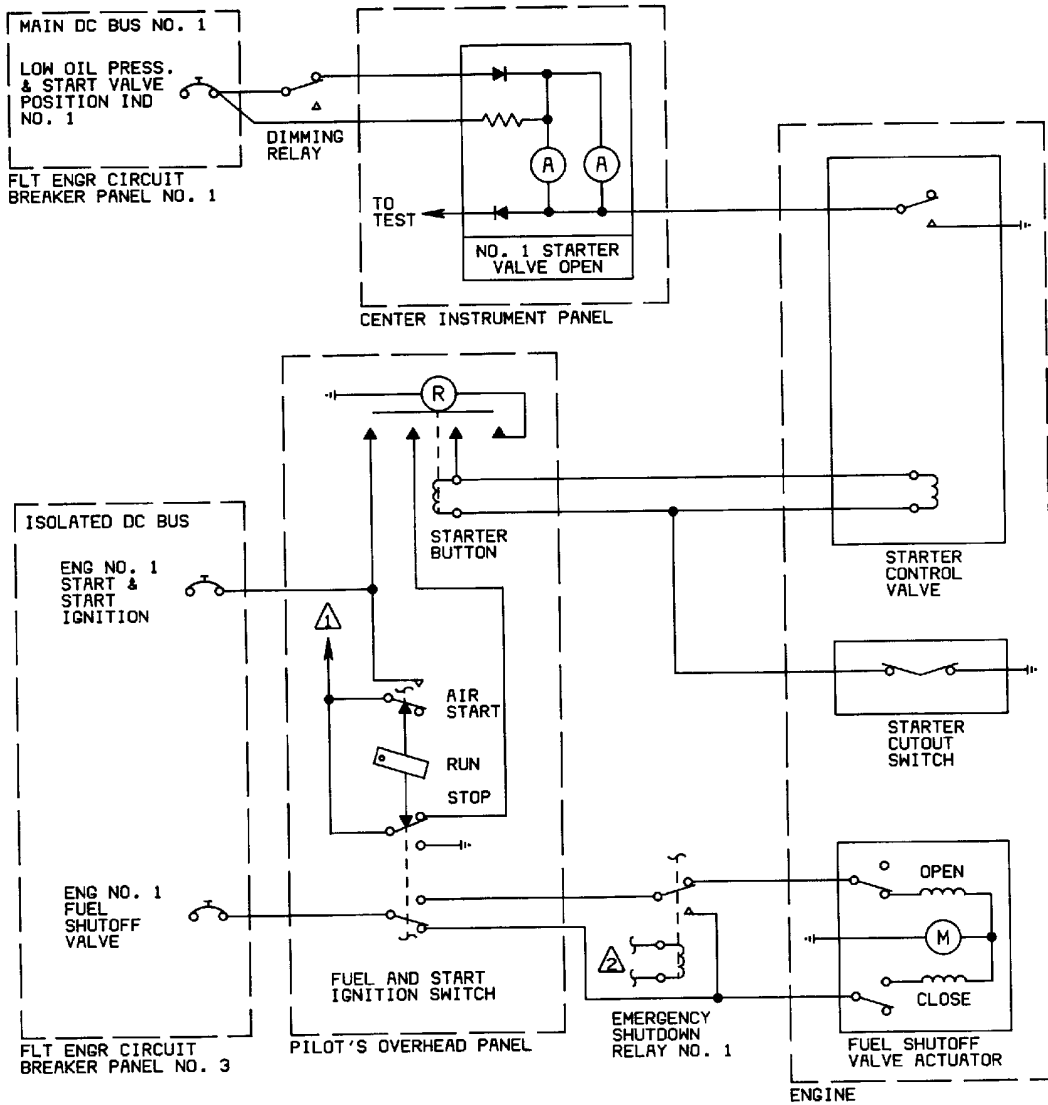 MAIN DC BUS NO. 1
LOW OIL PRESS.
& START VALVE
POSITION IND
NO. 1
DIMMING
RELAY
FLT ENGR CIRCUIT
BREAKER PANEL NO. 1
A
A
TO
TEST
NO. 1 STARTER
VALVE OPEN
CENTER INSTRUMENT PANEL
R
STARTER
BUTTON
STARTER
CONTROL
VALVE
ISOLATED DC BUS
ENG NO. 1
START &
START
IGNITION
1
AIR
START
RUN
STOP
STARTER
CUTOUT
SWITCH
ENG NO. 1
FUEL
SHUTOFF
VALVE
FUEL AND START
IGNITION SWITCH
2
EMERGENCY
SHUTDOWN
RELAY NO. 1
OPEN
M
CLOSE
FUEL SHUTOFF
VALVE ACTUATOR
FLT ENGR CIRCUIT
BREAKER PANEL NO. 3
PILOT'S OVERHEAD PANEL
ENGINE